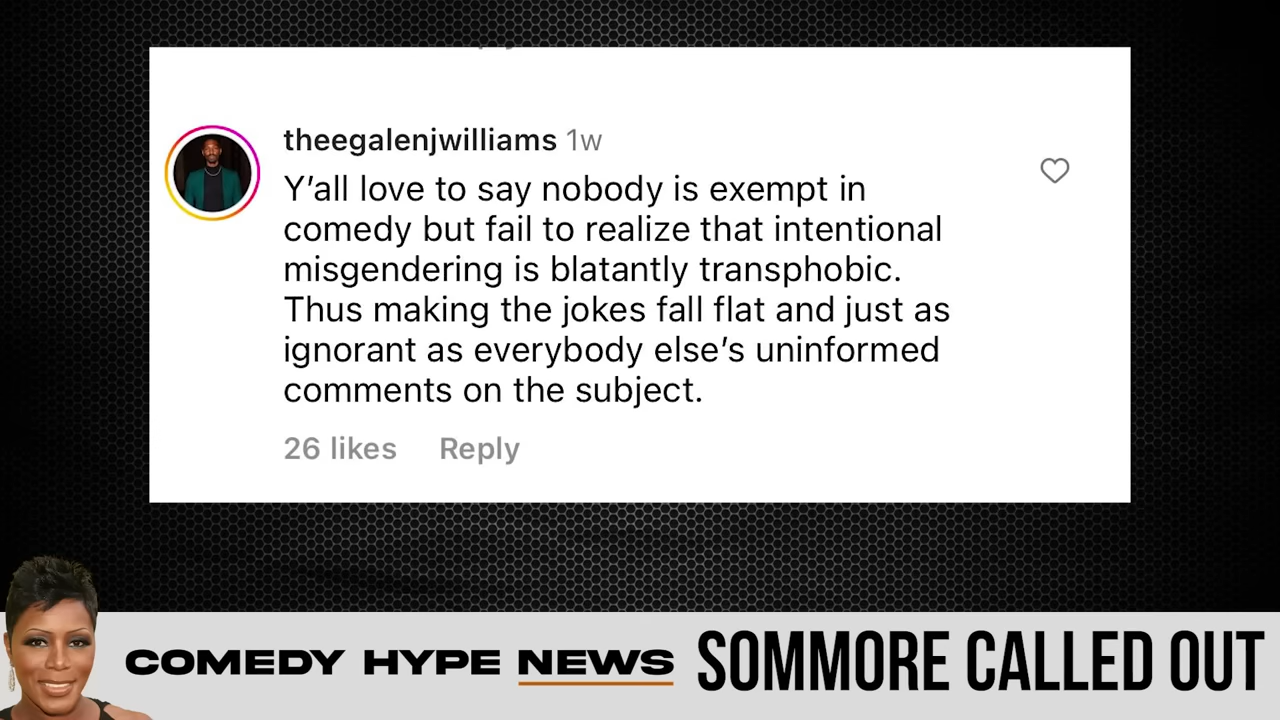 theegalenjwilliams 1w
Y’all love to say nobody is exempt in
comedy but fail to realize that intentional
misgendering is blatantly transphobic.
Thus making the jokes fall flat and just as
ignorant as everybody else’s uninformed
comments on the subject.
26 likes Reply
COMEDY HYPE NEWS SOMMORE CALLED OUT